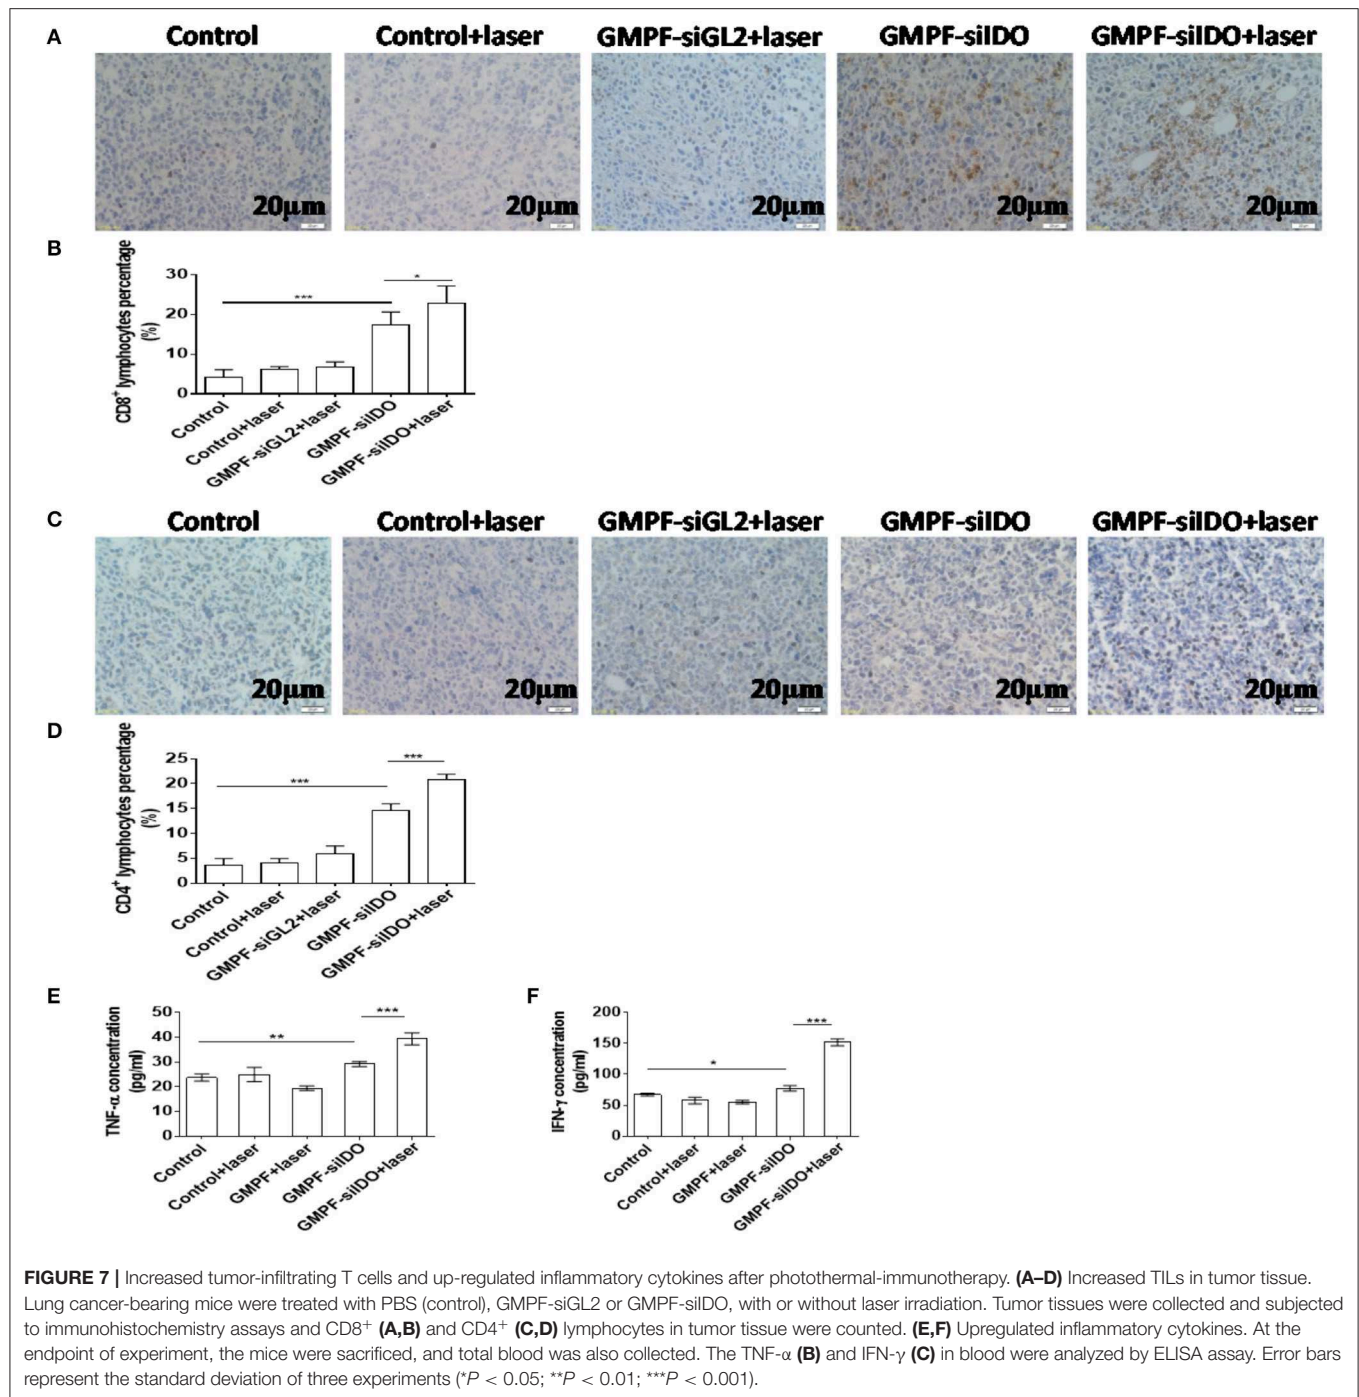 A
Control
Control+laser
GMPF-siGL2+laser
GMPF-siIDO
GMPF-siIDO+laser
20μm
20μm
20μm
20μm
20μm
B
CD8+ lymphocytes percentage
(%)
30
20
10
0
***
*
Control
Control+laser
GMPF-siGL2+laser
GMPF-siIDO
GMPF-siIDO+laser
C
Control
Control+laser
GMPF-siGL2+laser
GMPF-siIDO
GMPF-siIDO+laser
20μm
20μm
20μm
20μm
20μm
D
CD4+ lymphocytes percentage
(%)
25
20
15
10
5
0
***
***
Control
Control+laser
GMPF-siGL2+laser
GMPF-siIDO
GMPF-siIDO+laser
E
TNF-α concentration
(pg/ml)
50
40
30
20
10
0
**
***
Control
Control+laser
GMPF+laser
GMPF-siIDO
GMPF-siIDO+laser
F
IFN-γ concentration
(pg/ml)
200
150
100
50
0
*
***
Control
Control+laser
GMPF+laser
GMPF-siIDO
GMPF-siIDO+laser
FIGURE 7 | Increased tumor-infiltrating T cells and up-regulated inflammatory cytokines after photothermal-immunotherapy. (A–D) Increased TILs in tumor tissue.
Lung cancer-bearing mice were treated with PBS (control), GMPF-siGL2 or GMPF-siIDO, with or without laser irradiation. Tumor tissues were collected and subjected
to immunohistochemistry assays and CD8+ (A,B) and CD4+ (C,D) lymphocytes in tumor tissue were counted. (E,F) Upregulated inflammatory cytokines. At the
endpoint of experiment, the mice were sacrificed, and total blood was also collected. The TNF-α (B) and IFN-γ (C) in blood were analyzed by ELISA assay. Error bars
represent the standard deviation of three experiments (*P < 0.05; **P < 0.01; ***P < 0.001).